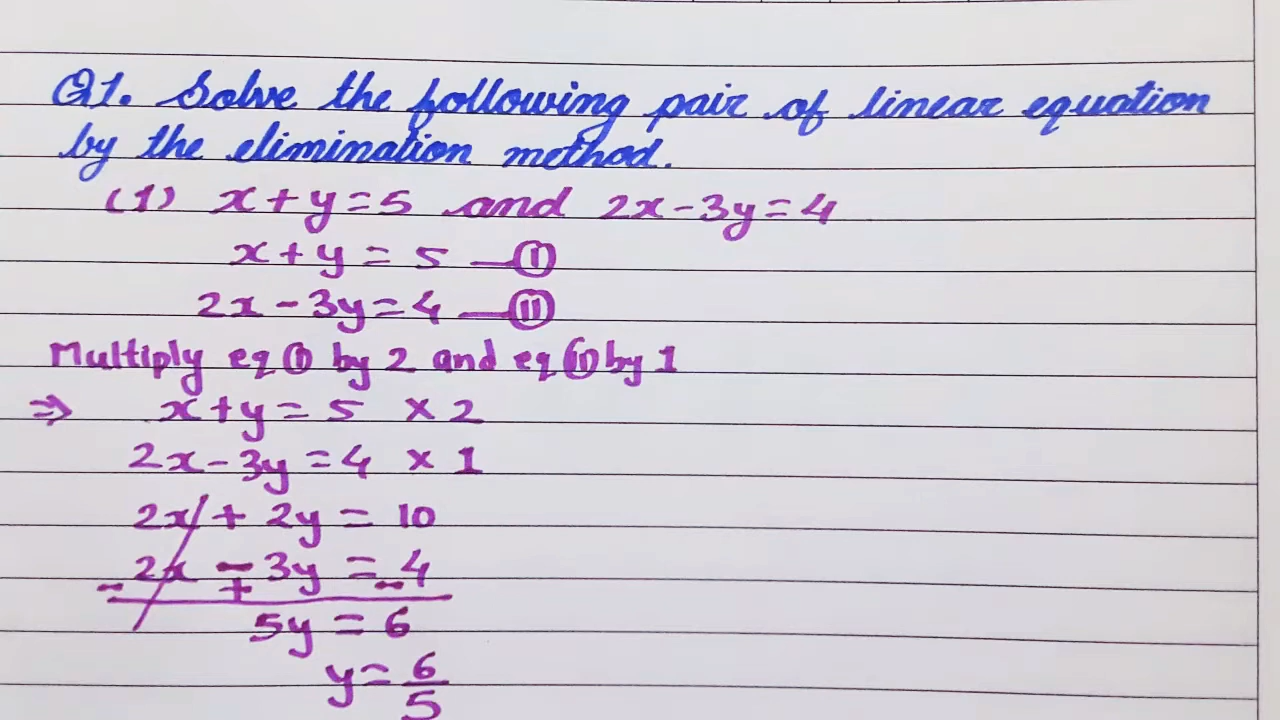 Q1. Solve the following pair of linear equation
by the elimination method.
(1) x + y = 5 and 2x - 3y = 4
x + y = 5 — (I)
2x - 3y = 4 — (II)
Multiply eq (I) by 2 and eq (II) by 1
⇒ x + y = 5 × 2
2x - 3y = 4 × 1
2x + 2y = 10
2x - 3y = 4
- + -
5y = 6
y = 6/5